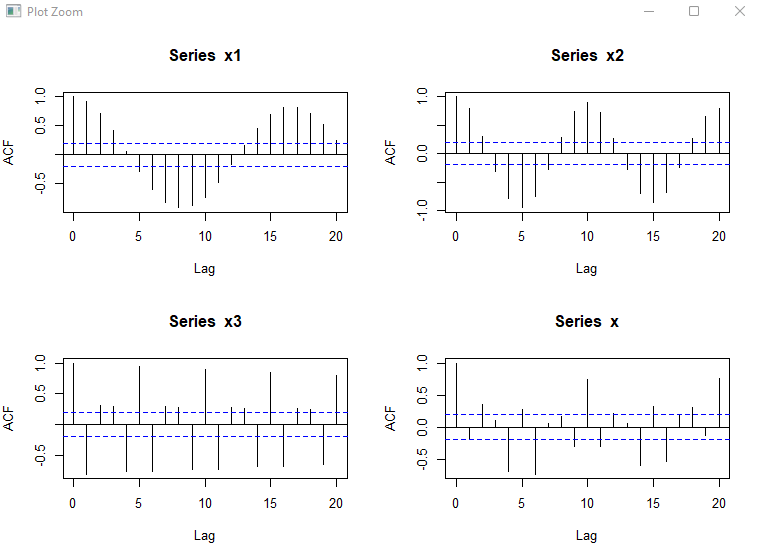 Plot Zoom
Series x1
ACF
1.0
0.5
-0.5
0 5 10 15 20
Lag
Series x2
ACF
1.0
0.0
-1.0
0 5 10 15 20
Lag
Series x3
ACF
1.0
0.5
-0.5
0 5 10 15 20
Lag
Series x
ACF
1.0
0.5
0.0
-0.5
0 5 10 15 20
Lag